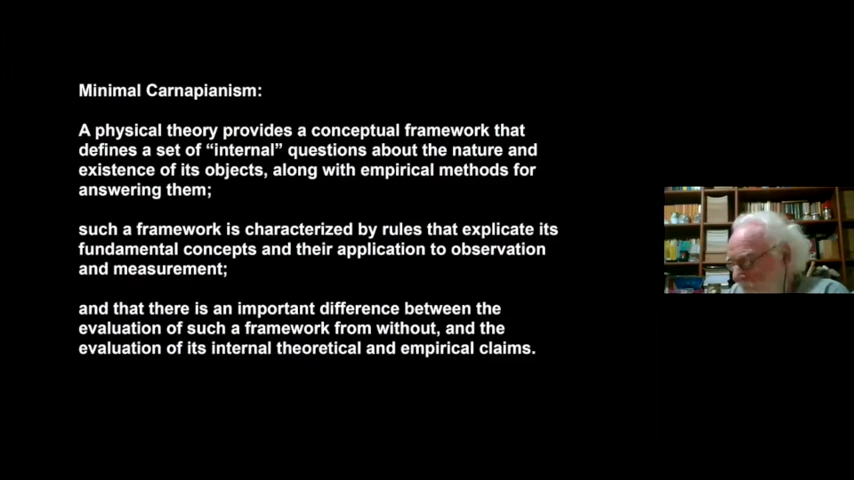 Minimal Carnapianism:
A physical theory provides a conceptual framework that
defines a set of “internal” questions about the nature and
existence of its objects, along with empirical methods for
answering them;
such a framework is characterized by rules that explicate its
fundamental concepts and their application to observation
and measurement;
and that there is an important difference between the
evaluation of such a framework from without, and the
evaluation of its internal theoretical and empirical claims.